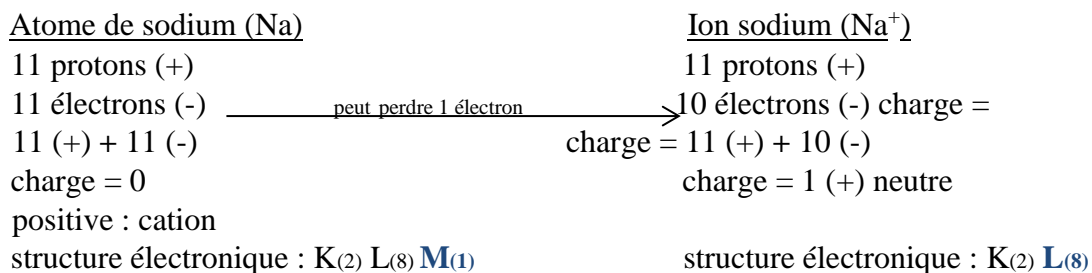 Atome de sodium (Na) Ion sodium (Na⁺)
11 protons (+) 11 protons (+)
11 électrons (-) peut perdre 1 électron 10 électrons (-) charge =
11 (+) + 11 (-) charge = 11 (+) + 10 (-)
charge = 0 charge = 1 (+) neutre
positive : cation
structure électronique : K(2) L(8) M(1) structure électronique : K(2) L(8)